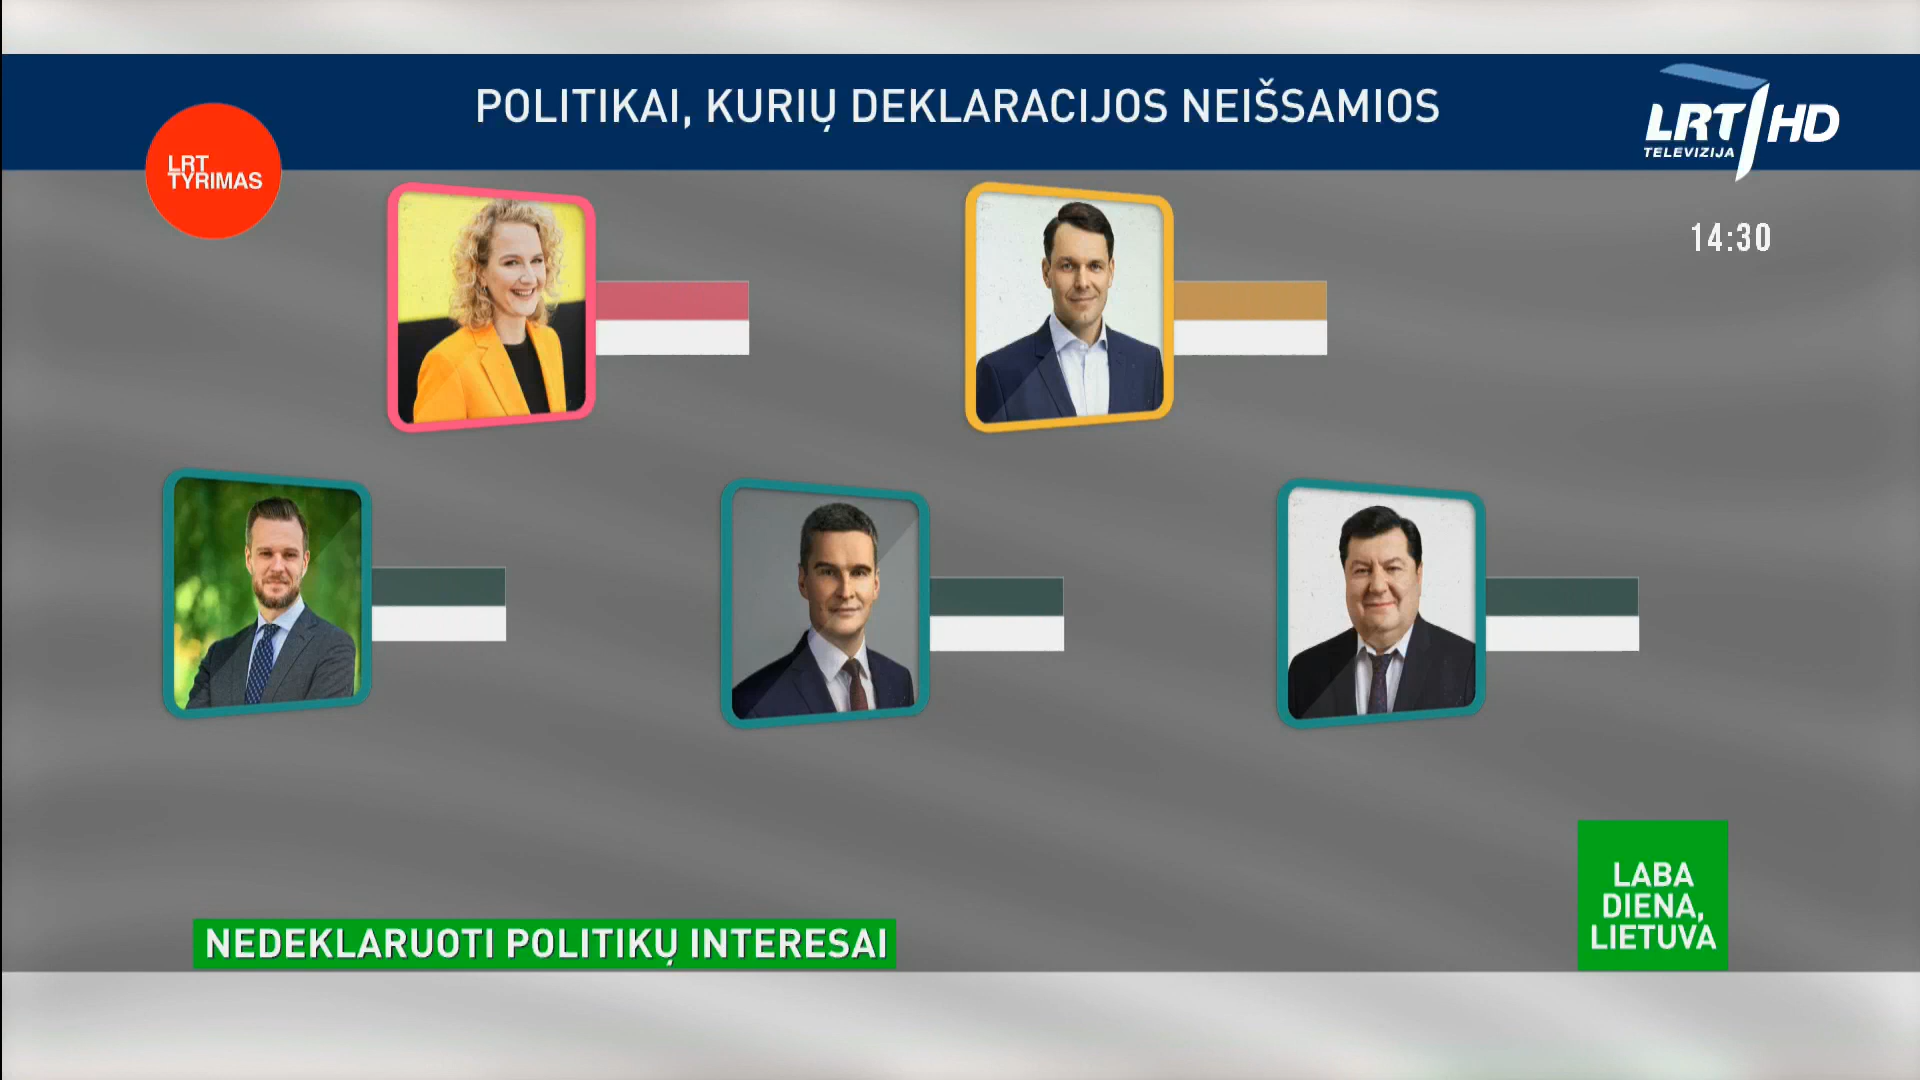 POLITIKAI, KURIŲ DEKLARACIJOS NEIŠSAMIOS
LRT
TYRIMAS
LRT HD
TELEVIZIJA
14:30
LABA
DIENA,
LIETUVA
NEDEKLARUOTI POLITIKŲ INTERESAI